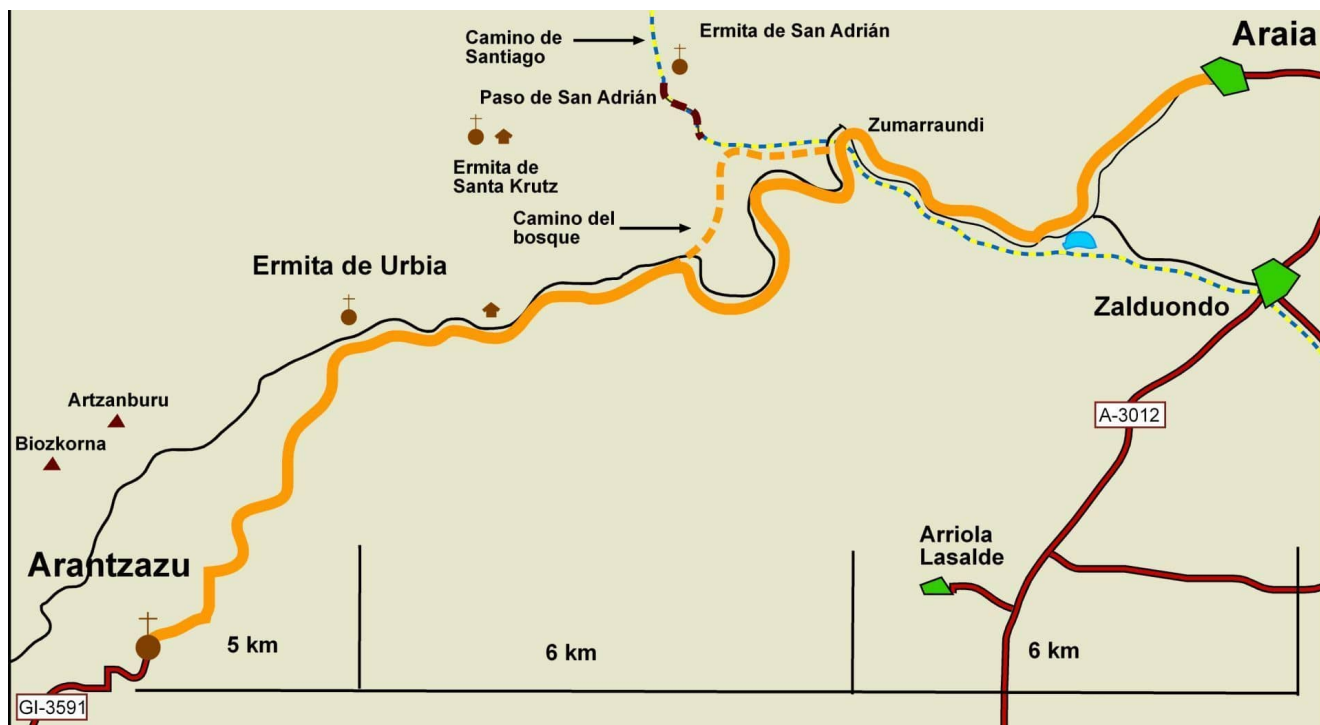 Camino de
Santiago
Ermita de San Adrián
Araia
Paso de San Adrián
Zumarraundi
Ermita de
Santa Krutz
Camino del
bosque
Ermita de Urbia
Zalduondo
Artzanburu
A-3012
Biozkorna
Arriola
Lasalde
Arantzazu
5 km
6 km
6 km
GI-3591